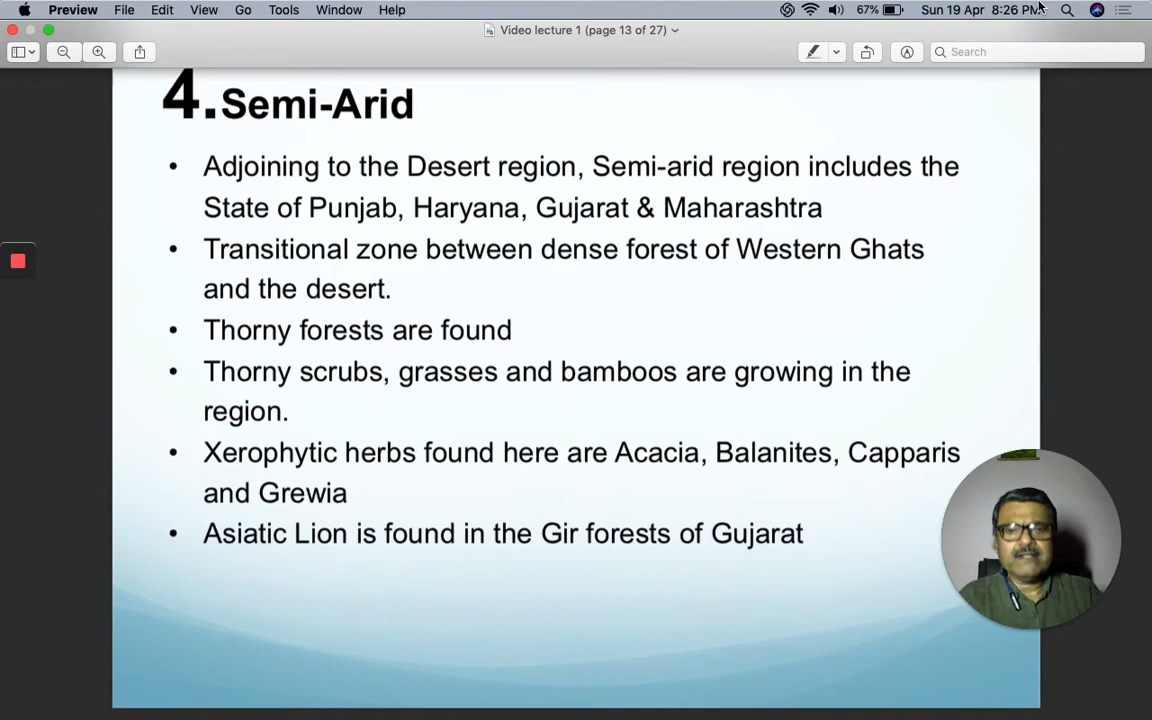 Preview File Edit View Go Tools Window Help 67% Sun 19 Apr 8:26 PM
Video lecture 1 (page 13 of 27)
Search
4.Semi-Arid
• Adjoining to the Desert region, Semi-arid region includes the
State of Punjab, Haryana, Gujarat & Maharashtra
• Transitional zone between dense forest of Western Ghats
and the desert.
• Thorny forests are found
• Thorny scrubs, grasses and bamboos are growing in the
region.
• Xerophytic herbs found here are Acacia, Balanites, Capparis
and Grewia
• Asiatic Lion is found in the Gir forests of Gujarat